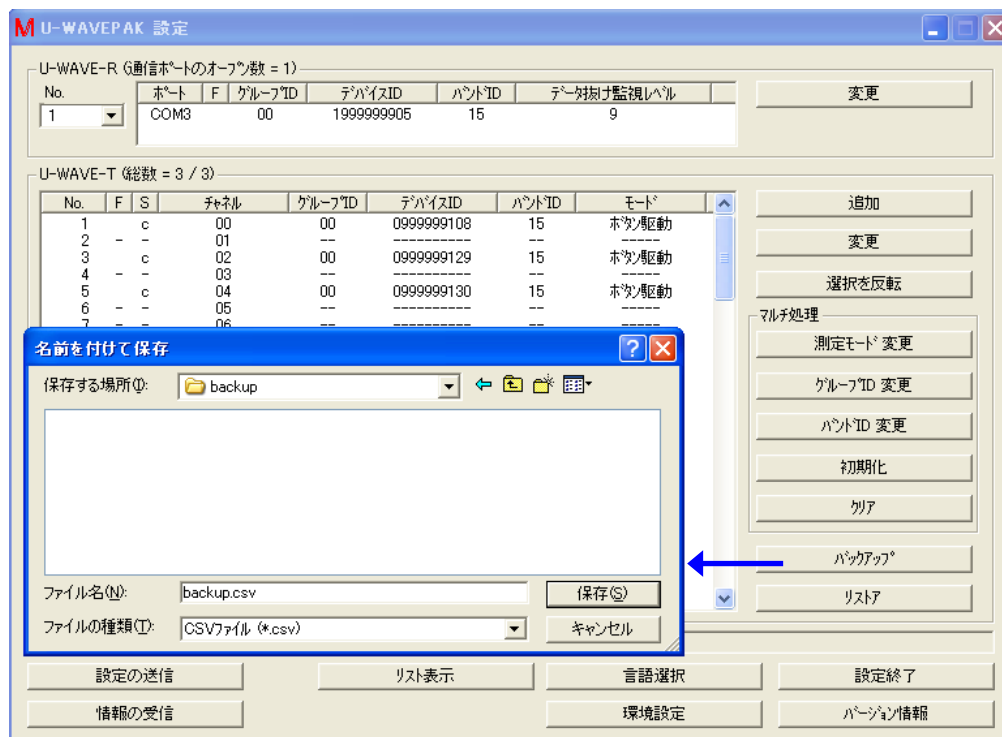 M U-WAVEPAK 設定
U-WAVE-R (通信ﾎﾟｰﾄのｵｰﾌﾟﾝ数 = 1)
No. ﾎﾟｰﾄ F ｸﾞﾙｰﾌﾟID ﾃﾞﾊﾞｲｽID ﾊﾞﾝﾄﾞID ﾃﾞｰﾀ抜け監視ﾚﾍﾞﾙ 変更
1 COM3 00 1999999905 15 9
U-WAVE-T (総数 = 3 / 3)
No. F S ﾁｬﾈﾙ ｸﾞﾙｰﾌﾟID ﾃﾞﾊﾞｲｽID ﾊﾞﾝﾄﾞID ﾓｰﾄﾞ 追加
1 c 00 00 0999999108 15 ﾎﾞﾀﾝ駆動
2 - - 01 -- ---------- -- ----- 変更
3 c 02 00 0999999129 15 ﾎﾞﾀﾝ駆動
4 - - 03 -- ---------- -- -----
5 c 04 00 0999999130 15 ﾎﾞﾀﾝ駆動 選択を反転
6 - - 05 -- ---------- -- -----
7 - - 06 -- ---------- -- -----
ﾏﾙﾁ処理
測定ﾓｰﾄﾞ 変更
ｸﾞﾙｰﾌﾟID 変更
ﾊﾞﾝﾄﾞID 変更
初期化
ｸﾘｱ
ﾊﾞｯｸｱｯﾌﾟ
ﾘｽﾄｱ
名前を付けて保存
保存する場所(I): backup
ファイル名(N): backup.csv 保存(S)
ファイルの種類(T): CSVﾌｧｲﾙ (*.csv) キャンセル
設定の送信 ﾘｽﾄ表示 言語選択 設定終了
情報の受信 環境設定 ﾊﾞｰｼﾞｮﾝ情報